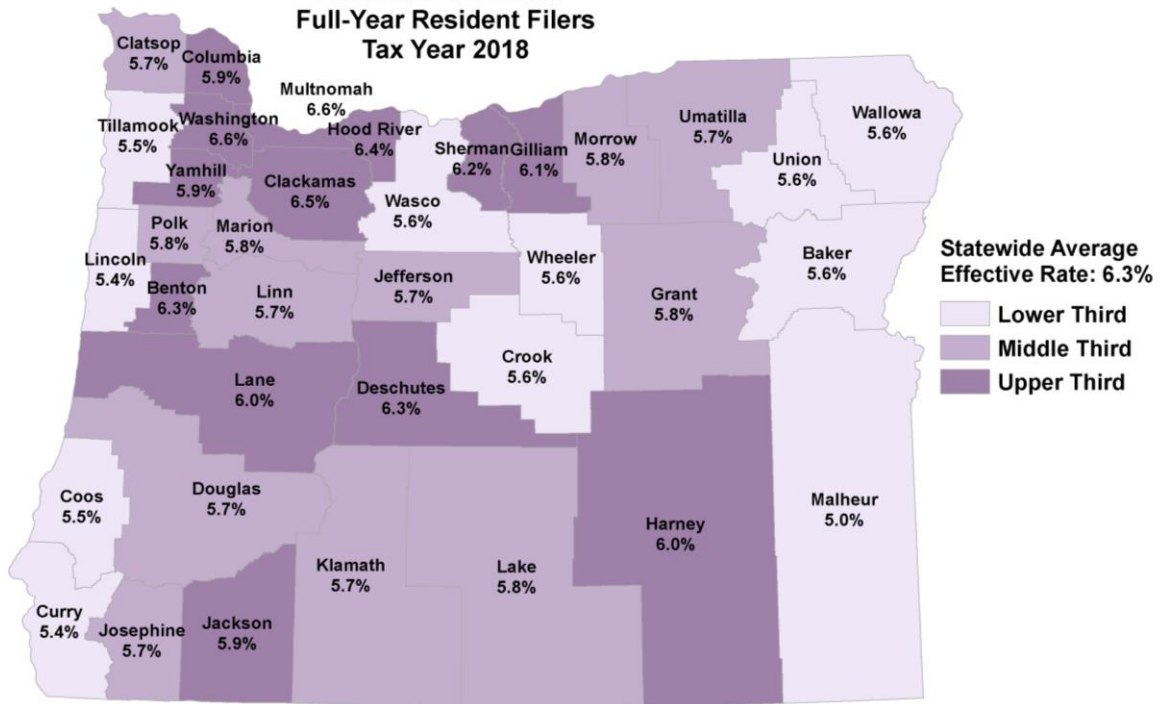 Full-Year Resident Filers
Tax Year 2018
Clatsop
5.7%
Columbia
5.9%
Multnomah
6.6%
Tillamook
5.5%
Washington
6.6%
Hood River
6.4%
Sherman
6.2%
Gilliam
6.1%
Morrow
5.8%
Umatilla
5.7%
Union
5.6%
Wallowa
5.6%
Yamhill
5.9%
Clackamas
6.5%
Wasco
5.6%
Polk
5.8%
Marion
5.8%
Lincoln
5.4%
Benton
6.3%
Linn
5.7%
Jefferson
5.7%
Wheeler
5.6%
Grant
5.8%
Baker
5.6%
Statewide Average
Effective Rate: 6.3%
Lower Third
Middle Third
Upper Third
Lane
6.0%
Deschutes
6.3%
Crook
5.6%
Coos
5.5%
Douglas
5.7%
Klamath
5.7%
Lake
5.8%
Harney
6.0%
Malheur
5.0%
Curry
5.4%
Josephine
5.7%
Jackson
5.9%